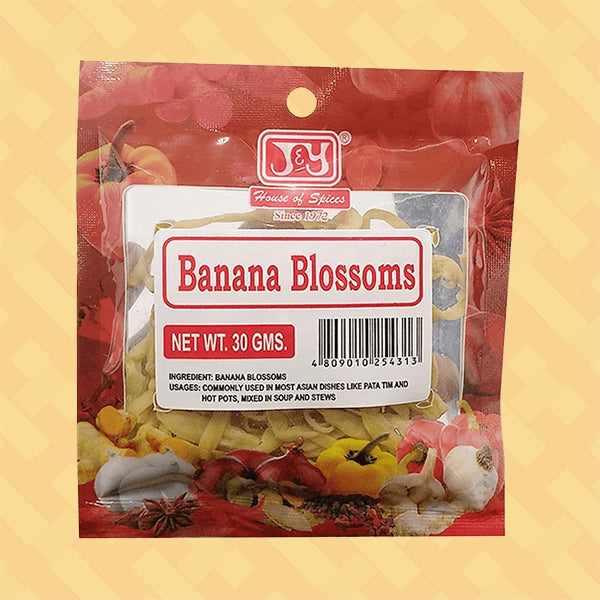 J&Y®
House of Spices
Since 1972
Banana Blossoms
NET WT. 30 GMS.
4 809010 254313
INGREDIENT: BANANA BLOSSOMS
USAGES: COMMONLY USED IN MOST ASIAN DISHES LIKE PATA TIM AND
HOT POTS, MIXED IN SOUP AND STEWS